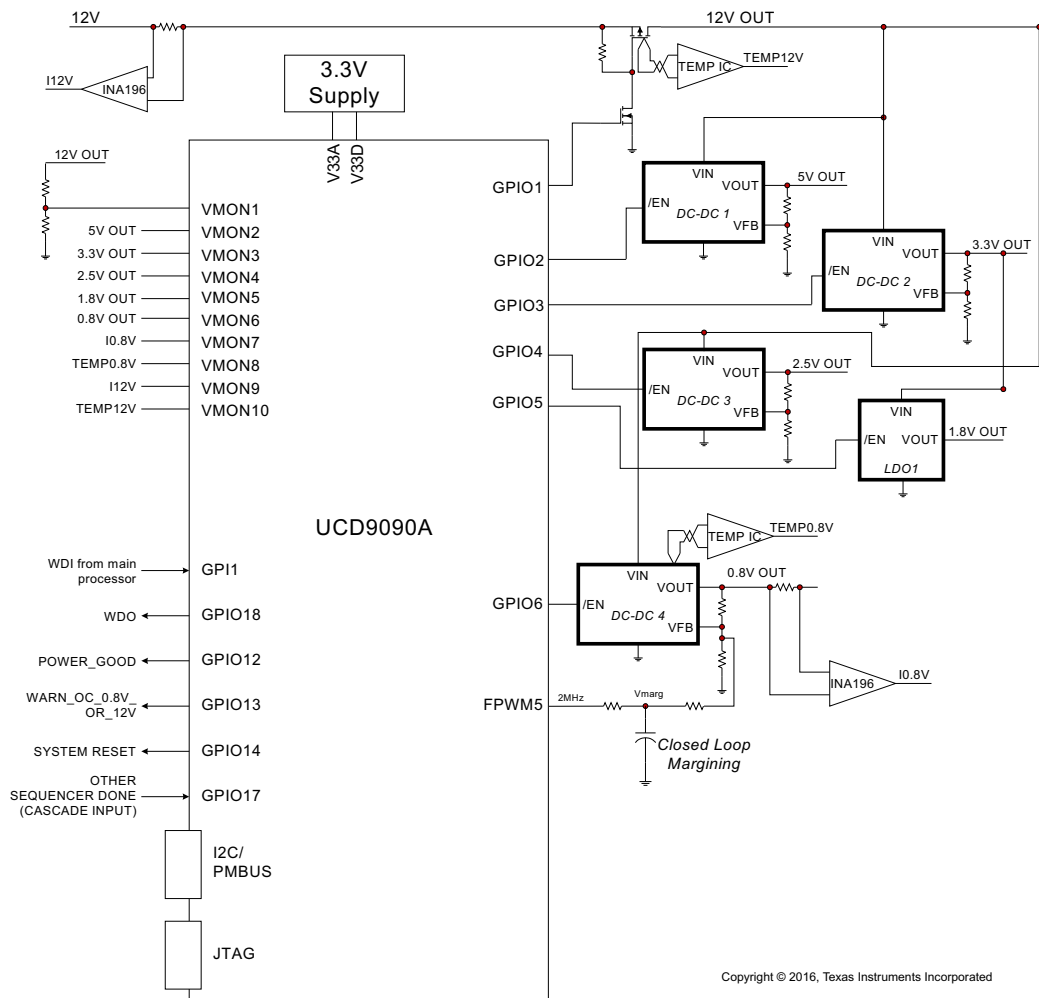 12V
12V OUT
I12V
INA196
3.3V
Supply
V33A
V33D
TEMP IC
TEMP12V
12V OUT
VMON1
5V OUT
VMON2
3.3V OUT
VMON3
2.5V OUT
VMON4
1.8V OUT
VMON5
0.8V OUT
VMON6
I0.8V
VMON7
TEMP0.8V
VMON8
I12V
VMON9
TEMP12V
VMON10
UCD9090A
WDI from main
processor
GPI1
WDO
GPIO18
POWER_GOOD
GPIO12
WARN_OC_0.8V_
OR_12V
GPIO13
SYSTEM RESET
GPIO14
OTHER
SEQUENCER DONE
(CASCADE INPUT)
GPIO17
I2C/
PMBUS
JTAG
GPIO1
GPIO2
GPIO3
GPIO4
GPIO5
GPIO6
FPWM5
VIN
VOUT
5V OUT
/EN
DC-DC 1
VFB
VIN
VOUT
3.3V OUT
/EN
DC-DC 2
VFB
VIN
VOUT
2.5V OUT
/EN
DC-DC 3
VFB
VIN
/EN
VOUT
1.8V OUT
LDO1
TEMP IC
TEMP0.8V
VIN
VOUT
0.8V OUT
/EN
DC-DC 4
VFB
INA196
I0.8V
2MHz
Vmarg
Closed Loop
Margining
Copyright © 2016, Texas Instruments Incorporated